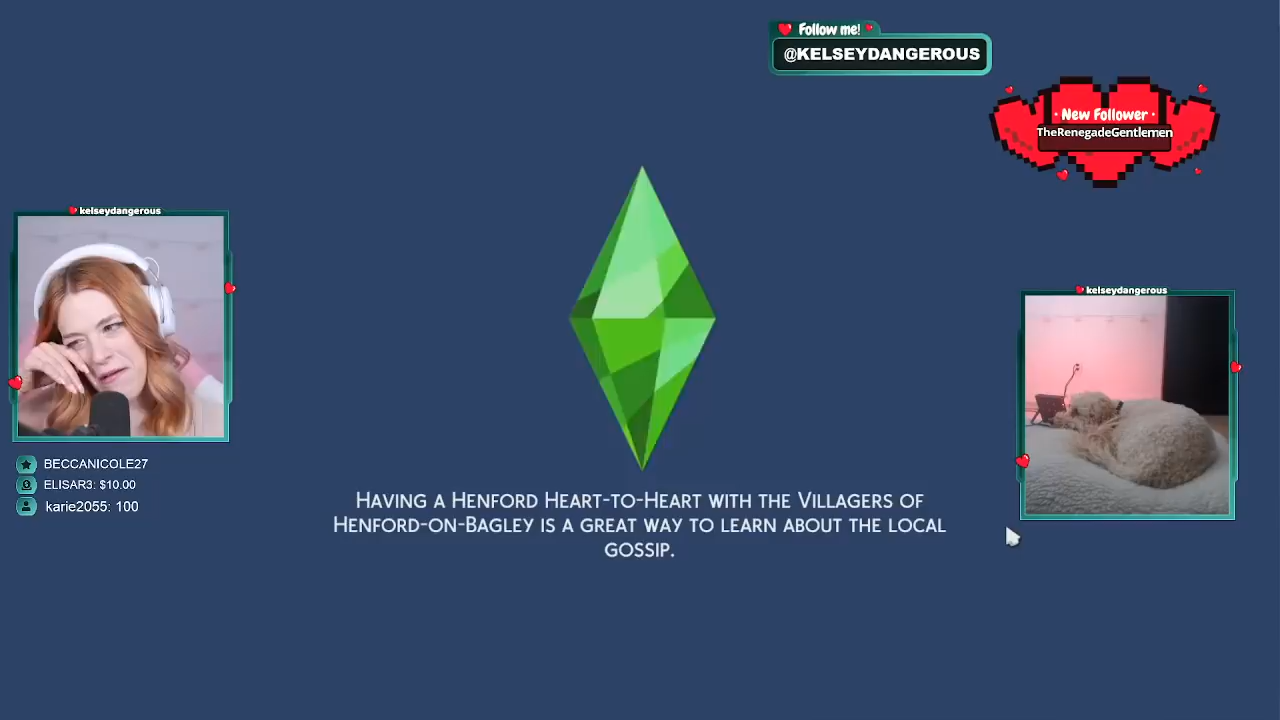 Follow me!
@KELSEYDANGEROUS
· New Follower ·
TheRenegadeGentlemen
kelseydangerous
kelseydangerous
BECCANICOLE27
ELISAR3: $10.00
karie2055: 100
HAVING A HENFORD HEART-TO-HEART WITH THE VILLAGERS OF
HENFORD-ON-BAGLEY IS A GREAT WAY TO LEARN ABOUT THE LOCAL
GOSSIP.